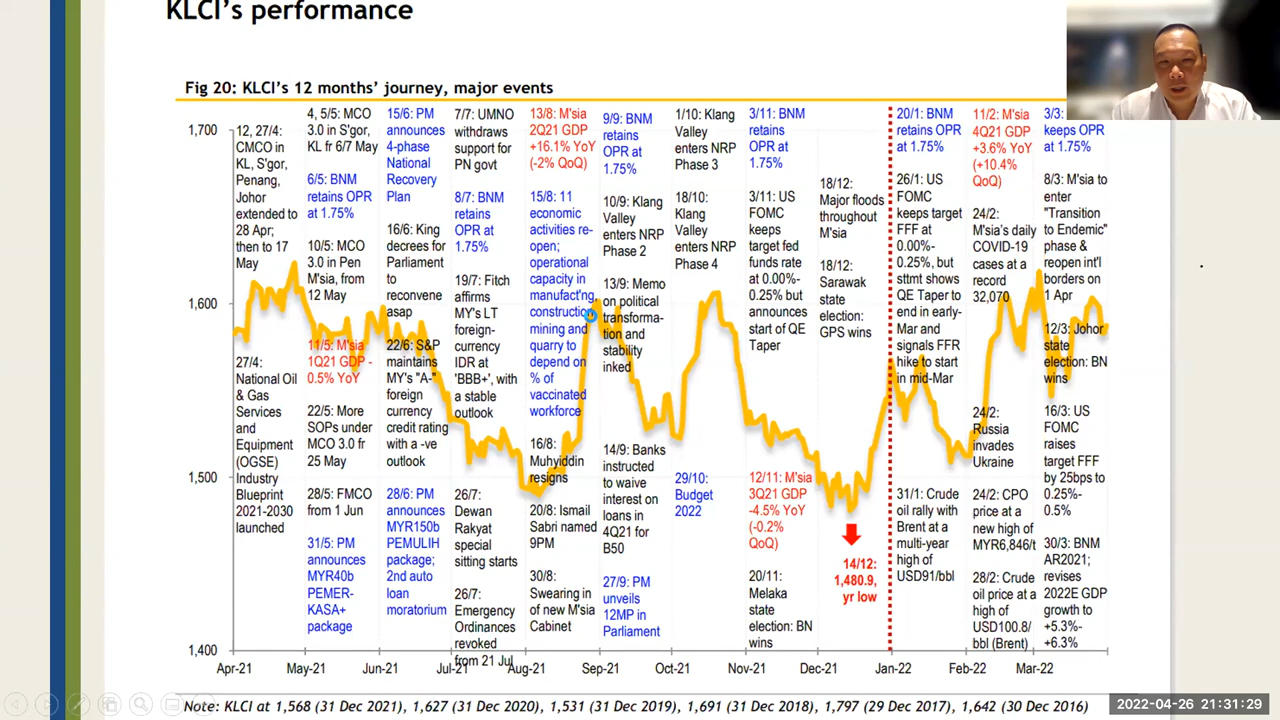 KLCI's performance
Fig 20: KLCI's 12 months' journey, major events
1,700
1,600
1,500
1,400
12, 27/4:
CMCO in
KL, S'gor,
Penang,
Johor
extended to
28 Apr;
then to 17
May
27/4:
National Oil
& Gas
Services
and
Equipment
(OGSE)
Industry
Blueprint
2021-2030
launched
4, 5/5: MCO
3.0 in S'gor,
KL fr 6/7 May
6/5: BNM
retains OPR
at 1.75%
10/5: MCO
3.0 in Pen
M'sia, from
12 May
11/5: M'sia
1Q21 GDP -
0.5% YoY
22/5: More
SOPs under
MCO 3.0 fr
25 May
28/5: FMCO
from 1 Jun
31/5: PM
announces
MYR40b
PEMER-
KASA+
package
15/6: PM
announces
4-phase
National
Recovery
Plan
16/6: King
decrees for
Parliament
to
reconvene
asap
22/6: S&P
maintains
MY's "A-"
foreign
currency
credit rating
with a -ve
outlook
28/6: PM
announces
MYR150b
PEMULIH
package;
2nd auto
loan
moratorium
7/7: UMNO
withdraws
support for
PN govt
8/7: BNM
retains
OPR at
1.75%
19/7: Fitch
affirms
MY's LT
foreign-
currency
IDR at
'BBB+', with
a stable
outlook
26/7:
Dewan
Rakyat
special
sitting starts
26/7:
Emergency
Ordinances
revoked
from 21 Jul
13/8: M'sia
2Q21 GDP
+16.1% YoY
(-2% QoQ)
15/8: '11
economic
activities re-
open;
operational
capacity in
manufact'ng,
construction,
mining and
quarry to
depend on
% of
vaccinated
workforce
16/8:
Muhyiddin
resigns
20/8: Ismail
Sabri named
9PM
30/8:
Swearing in
of new M'sia
Cabinet
9/9: BNM
retains
OPR at
1.75%
10/9: Klang
Valley
enters NRP
Phase 2
13/9: Memo
on political
transforma-
tion and
stability
inked
14/9: Banks
instructed
to waive
interest on
loans in
4Q21 for
B50
27/9: PM
unveils
12MP in
Parliament
1/10: Klang
Valley
enters NRP
Phase 3
18/10:
Klang
Valley
enters NRP
Phase 4
29/10:
Budget
2022
3/11: BNM
retains
OPR at
1.75%
3/11: US
FOMC
keeps
target fed
funds rate
at 0.00%-
0.25% but
announces
start of QE
Taper
12/11: M'sia
3Q21 GDP
-4.5% YoY
(-0.2%
QoQ)
20/11:
Melaka
state
election: BN
wins
18/12:
Major floods
throughout
M'sia
18/12:
Sarawak
state
election:
GPS wins
14/12:
1,480.9,
yr low
20/1: BNM
retains OPR
at 1.75%
26/1: US
FOMC
keeps target
FFF at
0.00%-
0.25%, but
sttmt shows
QE Taper to
end in early-
Mar and
signals FFR
hike to start
in mid-Mar
31/1: Crude
oil rally with
Brent at a
multi-year
high of
USD91/bbl
11/2: M'sia
4Q21 GDP
+3.6% YoY
(+10.4%
QoQ)
24/2:
M'sia's daily
COVID-19
cases at a
record
32,070
24/2:
Russia
invades
Ukraine
24/2: CPO
price at a
new high of
MYR6,846/t
28/2: Crude
oil price at a
high of
USD100.8/
bbl (Brent)
3/3:
keeps OPR
at 1.75%
8/3: M'sia to
enter
"Transition
to Endemic"
phase &
reopen int'l
borders on
1 Apr
12/3: Johor
state
election: BN
wins
16/3: US
FOMC
raises
target FFF
by 25bps to
0.25%-
0.5%
30/3: BNM
AR2021;
revises
2022E GDP
growth to
+5.3%-
+6.3%
Apr-21 May-21 Jun-21 Jul-21 Aug-21 Sep-21 Oct-21 Nov-21 Dec-21 Jan-22 Feb-22 Mar-22
Note: KLCI at 1,568 (31 Dec 2021), 1,627 (31 Dec 2020), 1,531 (31 Dec 2019), 1,691 (31 Dec 2018), 1,797 (29 Dec 2017), 1,642 (30 Dec 2016)
2022-04-26 21:31:29